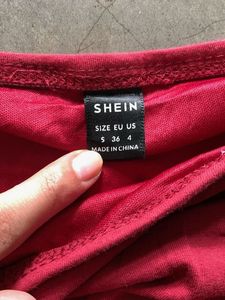 SHEIN
SIZE EU US
S 36 4
MADE IN CHINA